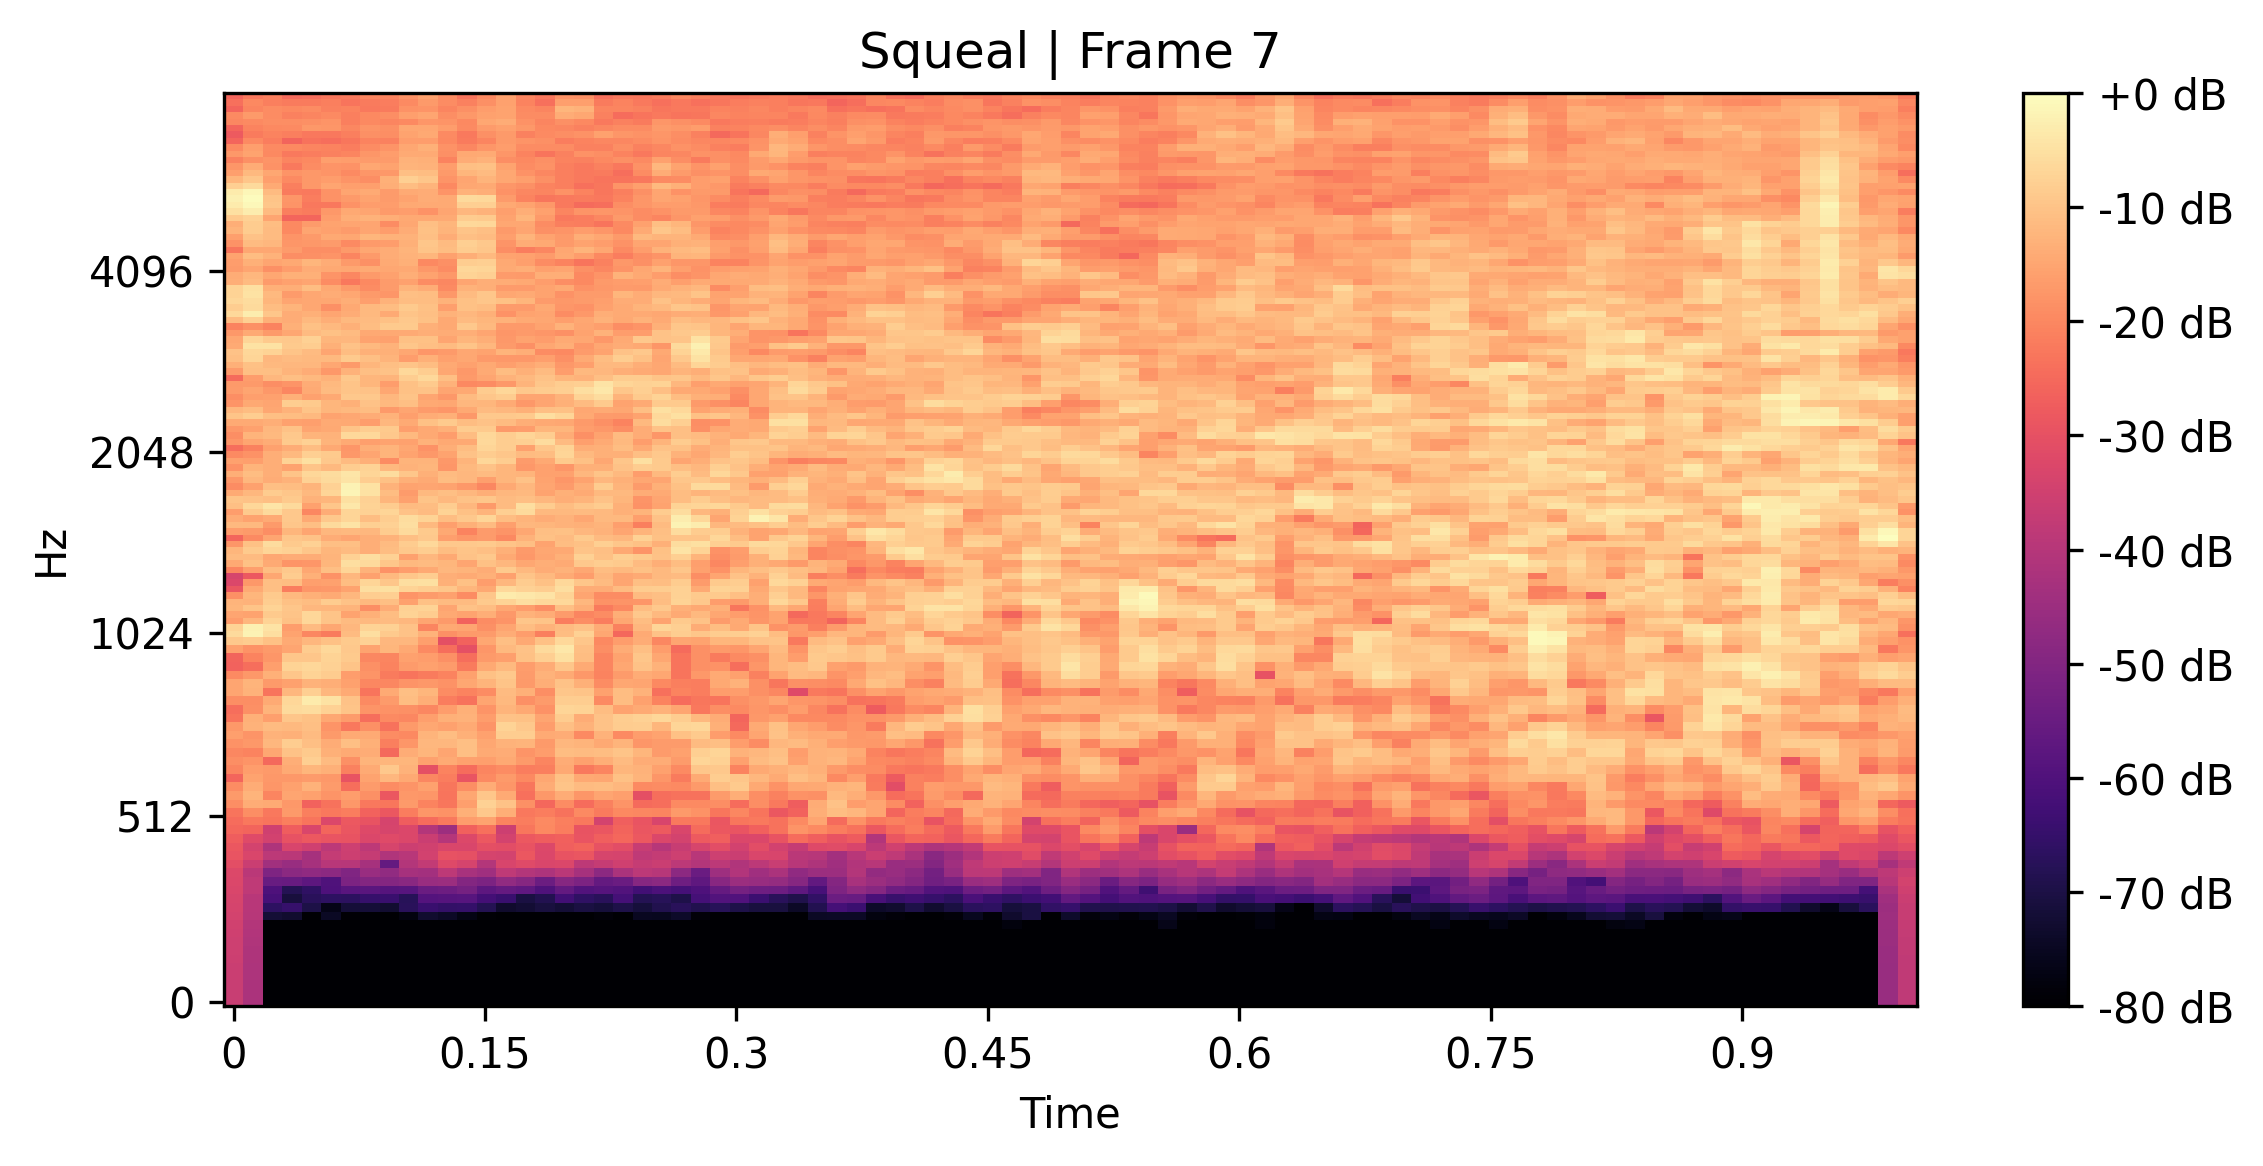 Squeal | Frame 7
Hz
4096
2048
1024
512
0
0 0.15 0.3 0.45 0.6 0.75 0.9
Time
+0 dB
-10 dB
-20 dB
-30 dB
-40 dB
-50 dB
-60 dB
-70 dB
-80 dB